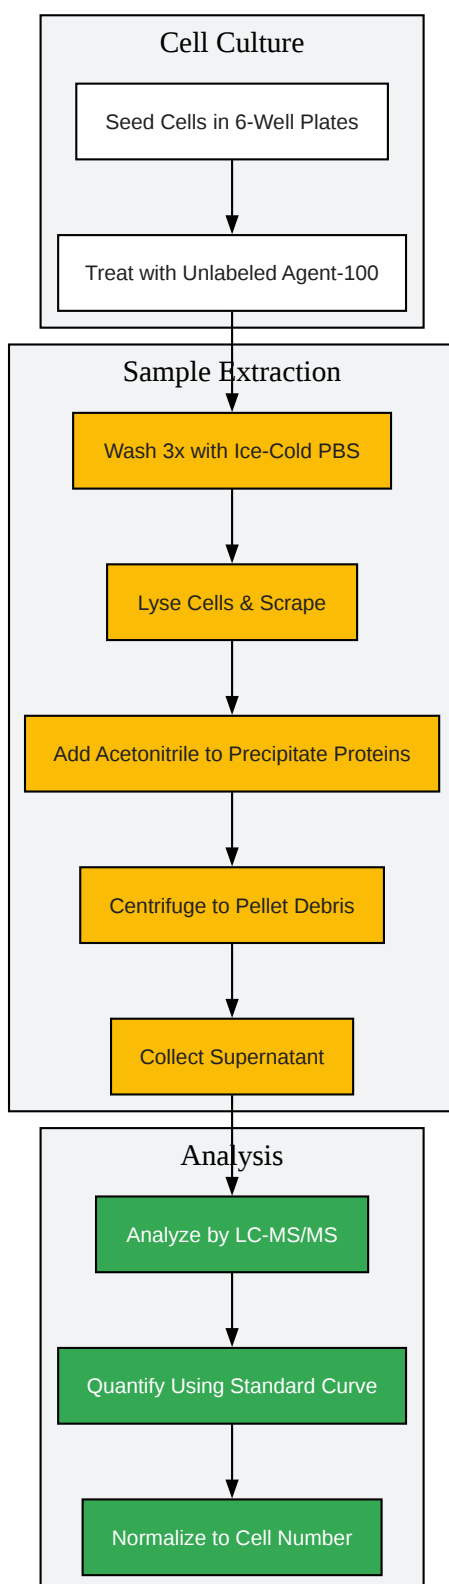 Cell Culture
Seed Cells in 6-Well Plates
Treat with Unlabeled Agent-100
Sample Extraction
Wash 3x with Ice-Cold PBS
Lyse Cells & Scrape
Add Acetonitrile to Precipitate Proteins
Centrifuge to Pellet Debris
Collect Supernatant
Analysis
Analyze by LC-MS/MS
Quantify Using Standard Curve
Normalize to Cell Number